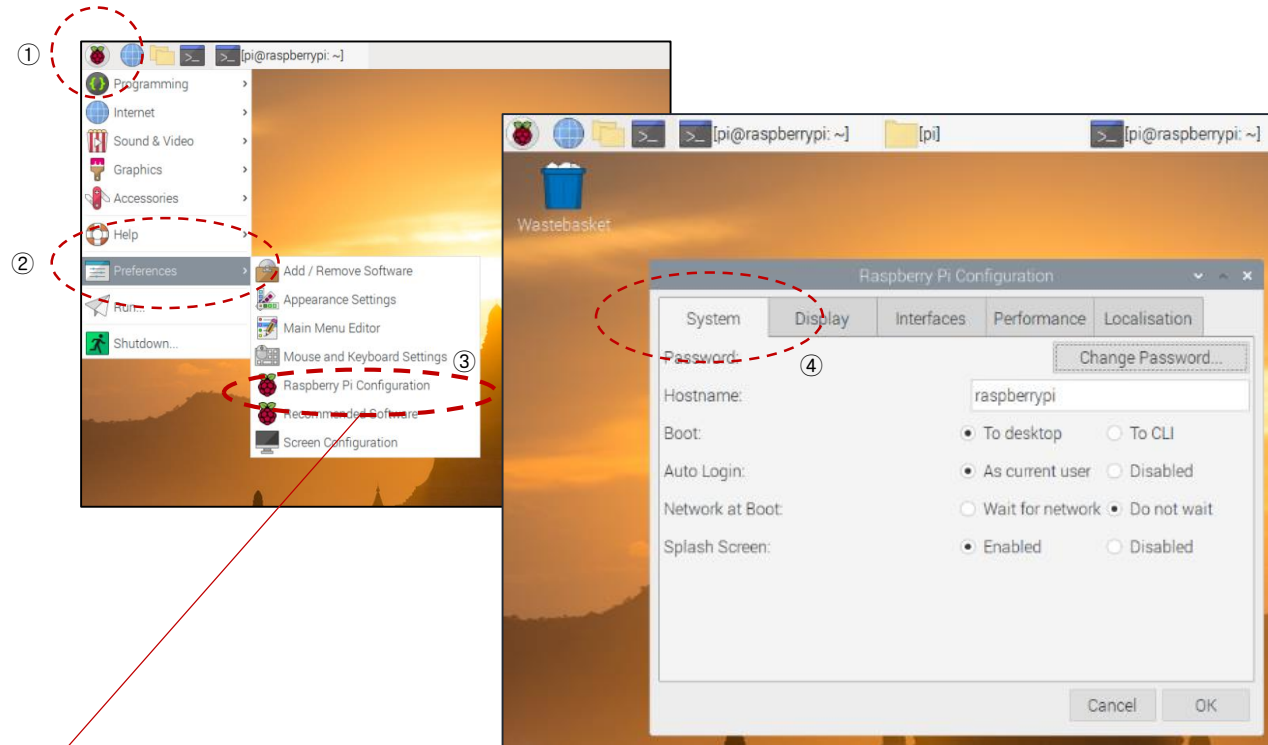 ①
[pi@raspberrypi: ~]
Programming
Internet
Sound & Video
Graphics
Accessories
Help
②
Preferences
Run...
Shutdown...
Add / Remove Software
Appearance Settings
Main Menu Editor
Mouse and Keyboard Settings
③
Raspberry Pi Configuration
Recommended Software
Screen Configuration
[pi@raspberrypi: ~] [pi] [pi@raspberrypi: ~]
Wastebasket
Raspberry Pi Configuration
System Display Interfaces Performance Localisation
④
Password: Change Password...
Hostname: raspberrypi
Boot: To desktop To CLI
Auto Login: As current user Disabled
Network at Boot: Wait for network Do not wait
Splash Screen: Enabled Disabled
Cancel OK